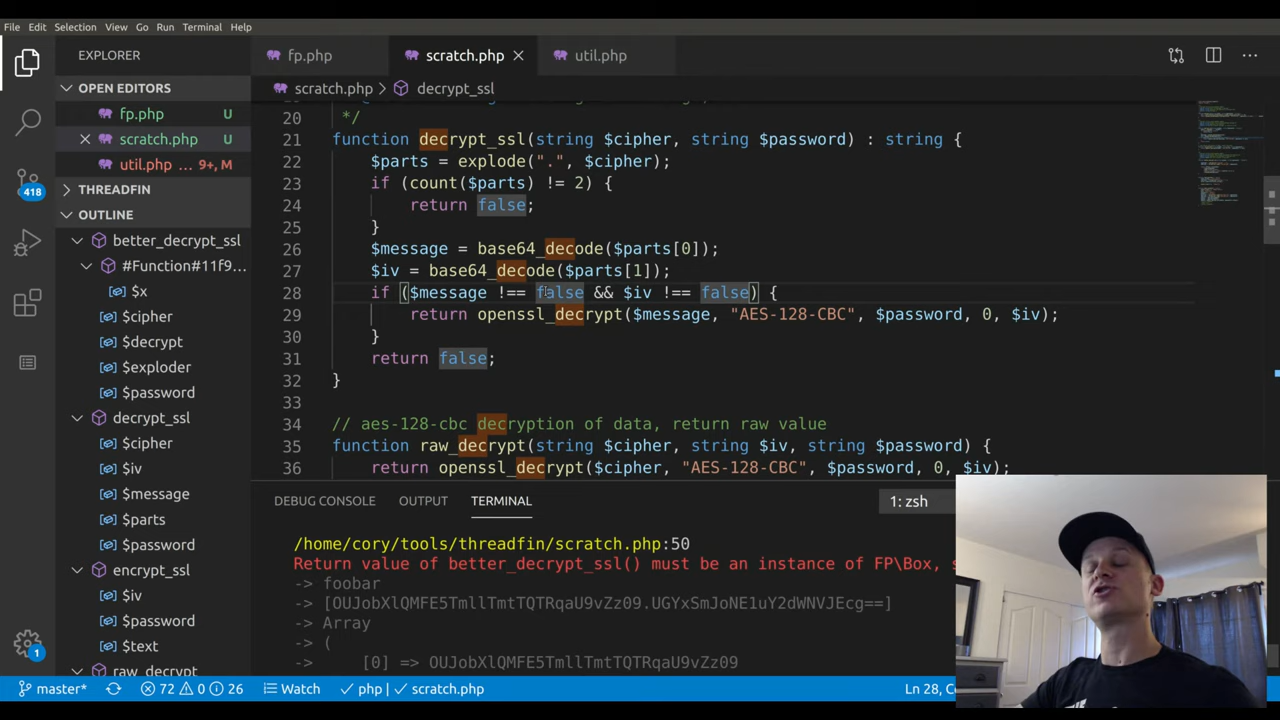 File Edit Selection View Go Run Terminal Help
EXPLORER
fp.php
scratch.php
util.php
OPEN EDITORS
scratch.php > decrypt_ssl
fp.php U
scratch.php U
util.php ... 9+, M
THREADFIN
OUTLINE
better_decrypt_ssl
#Function#11f9...
$x
$cipher
$decrypt
$exploder
$password
decrypt_ssl
$cipher
$iv
$message
$parts
$password
encrypt_ssl
$iv
$password
$text
raw_decrypt
418
1
20 */
21 function decrypt_ssl(string $cipher, string $password) : string {
22 $parts = explode(".", $cipher);
23 if (count($parts) != 2) {
24 return false;
25 }
26 $message = base64_decode($parts[0]);
27 $iv = base64_decode($parts[1]);
28 if ($message !== false && $iv !== false) {
29 return openssl_decrypt($message, "AES-128-CBC", $password, 0, $iv);
30 }
31 return false;
32 }
33
34 // aes-128-cbc decryption of data, return raw value
35 function raw_decrypt(string $cipher, string $iv, string $password) {
36 return openssl_decrypt($cipher, "AES-128-CBC", $password, 0, $iv);
DEBUG CONSOLE OUTPUT TERMINAL 1: zsh
/home/cory/tools/threadfin/scratch.php:50
Return value of better_decrypt_ssl() must be an instance of FP\Box,
-> foobar
-> [OUJobXlQMFE5TmllTmtTQTRqaU9vZz09.UGYxSmJoNE1uY2dWNVJEcg==]
-> Array
-> (
-> [0] => OUJobXlQMFE5TmllTmtTQTRqaU9vZz09
master* 72 0 26 Watch php | scratch.php Ln 28,